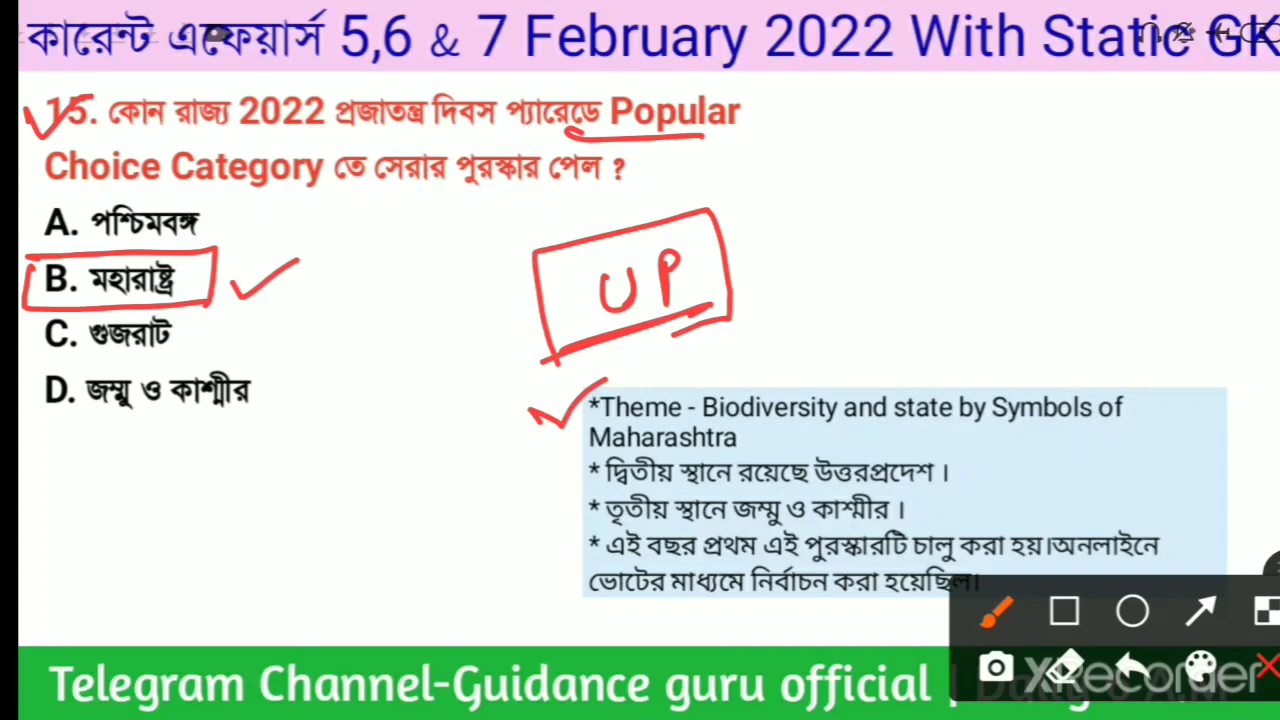 কারেন্ট এফেয়ার্স 5,6 & 7 February 2022 With Static GK
15. কোন রাজ্য 2022 প্রজাতন্ত্র দিবস প্যারেডে Popular
Choice Category তে সেরার পুরস্কার পেল ?
A. পশ্চিমবঙ্গ
B. মহারাষ্ট্র
UP
C. গুজরাট
D. জম্মু ও কাশ্মীর
*Theme - Biodiversity and state by Symbols of
Maharashtra
* দ্বিতীয় স্থানে রয়েছে উত্তরপ্রদেশ ।
* তৃতীয় স্থানে জম্মু ও কাশ্মীর ।
* এই বছর প্রথম এই পুরস্কারটি চালু করা হয়।অনলাইনে
ভোটের মাধ্যমে নির্বাচন করা হয়েছিল।
Telegram Channel-Guidance guru official |
XRecorder